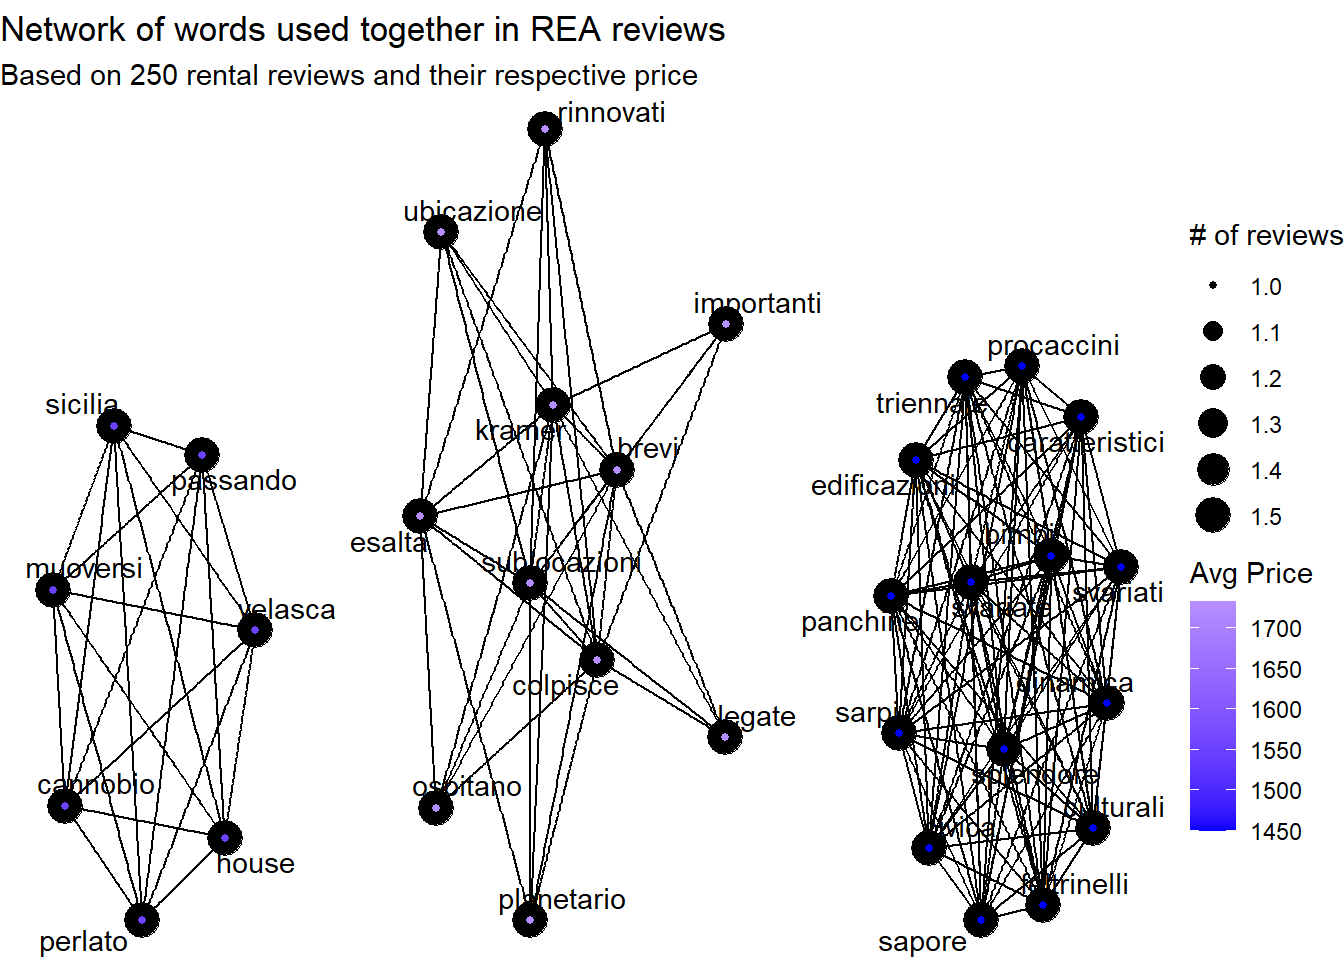 Network of words used together in REA reviews
Based on 250 rental reviews and their respective price
rinnovati
ubicazione
importanti
kramer
brevi
esalta
sublocazioni
colpisce
legate
ospitano
planetario
sicilia
passando
muoversi
velasca
cannobio
house
perlato
procaccini
triennale
caratteristici
edificazioni
bimbi
svariati
svariate
panchine
dinamica
sarpi
splendore
culturali
civica
feltrinelli
sapore
# of reviews
1.0
1.1
1.2
1.3
1.4
1.5
Avg Price
1700
1650
1600
1550
1500
1450